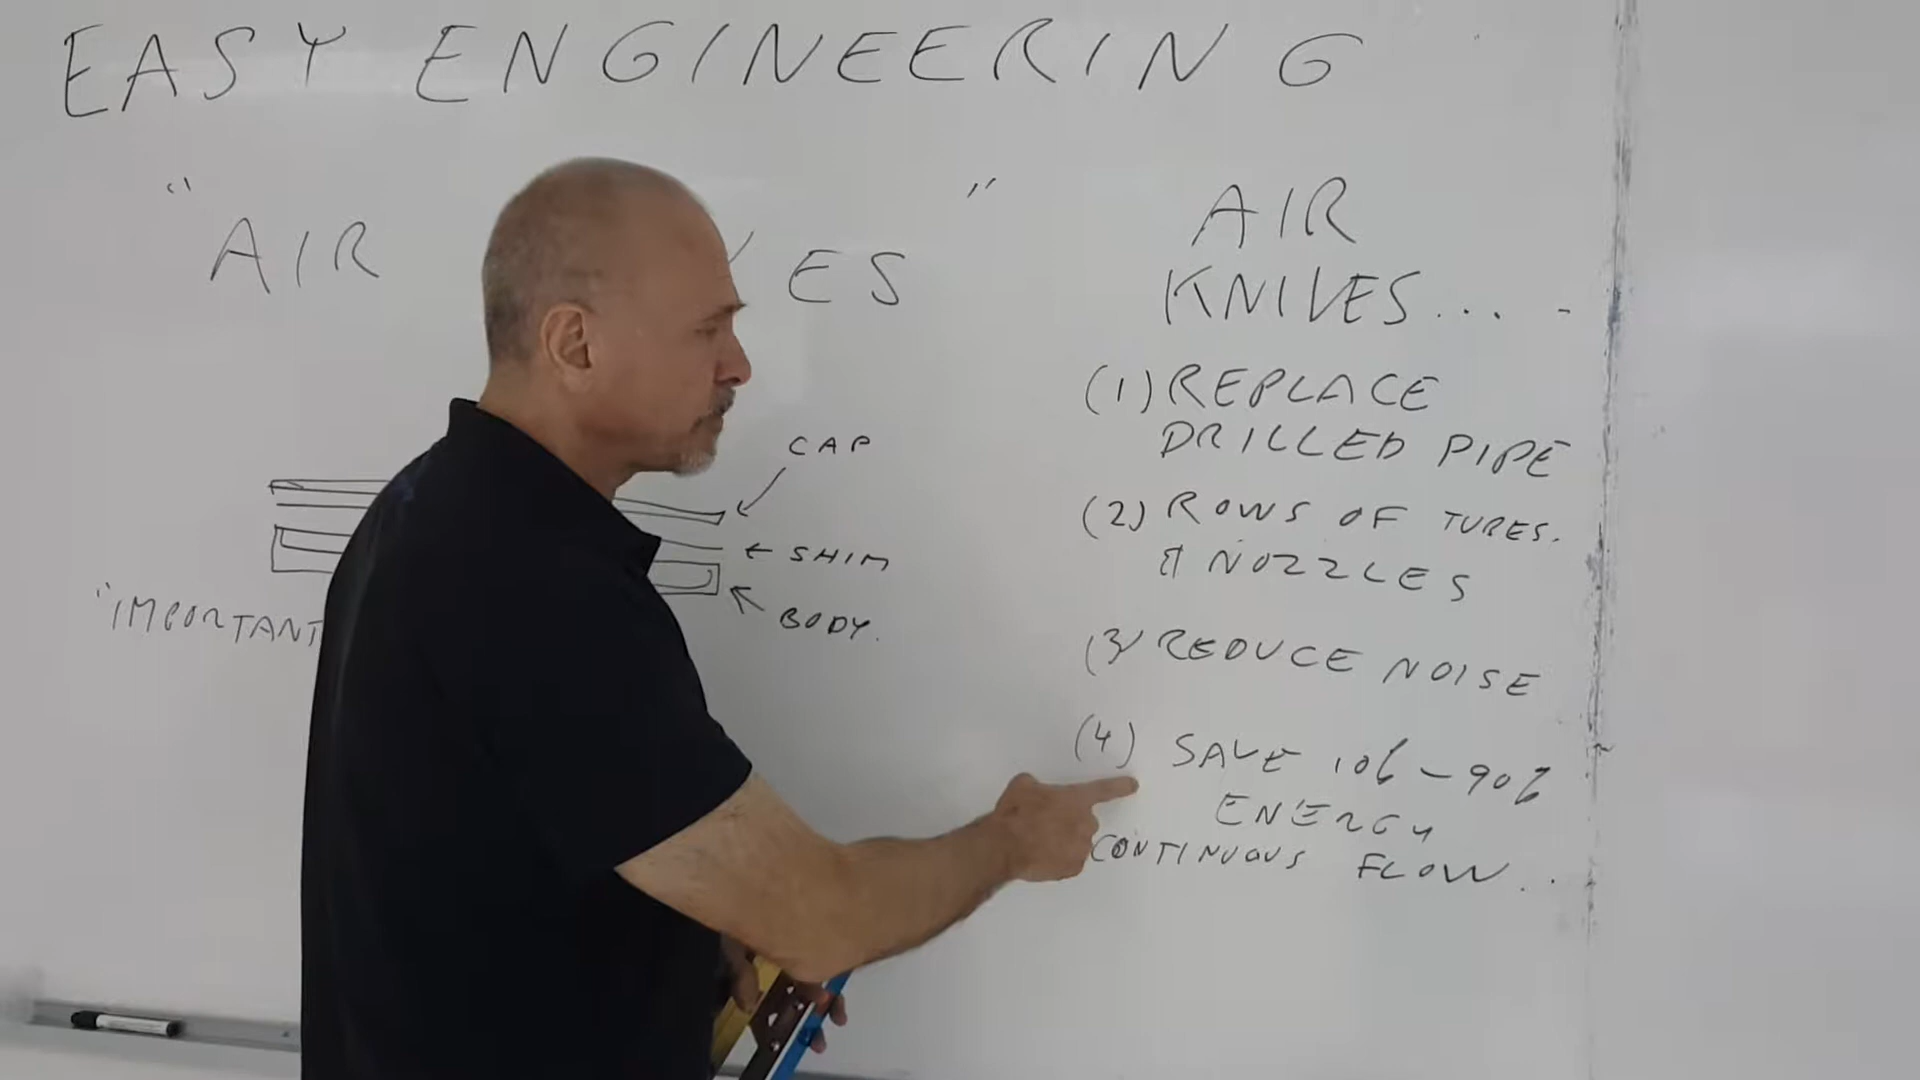 EASY ENGINEERING
"AIR VES"
CAP
SHIM
BODY.
"IMPORTANT
AIR
KNIVES....
(1) REPLACE
DRILLED PIPE
(2) ROWS OF TUBES.
& NOZZLES
(3) REDUCE NOISE
(4) SAVE 10% - 90%
ENERGY
CONTINUOUS FLOW..